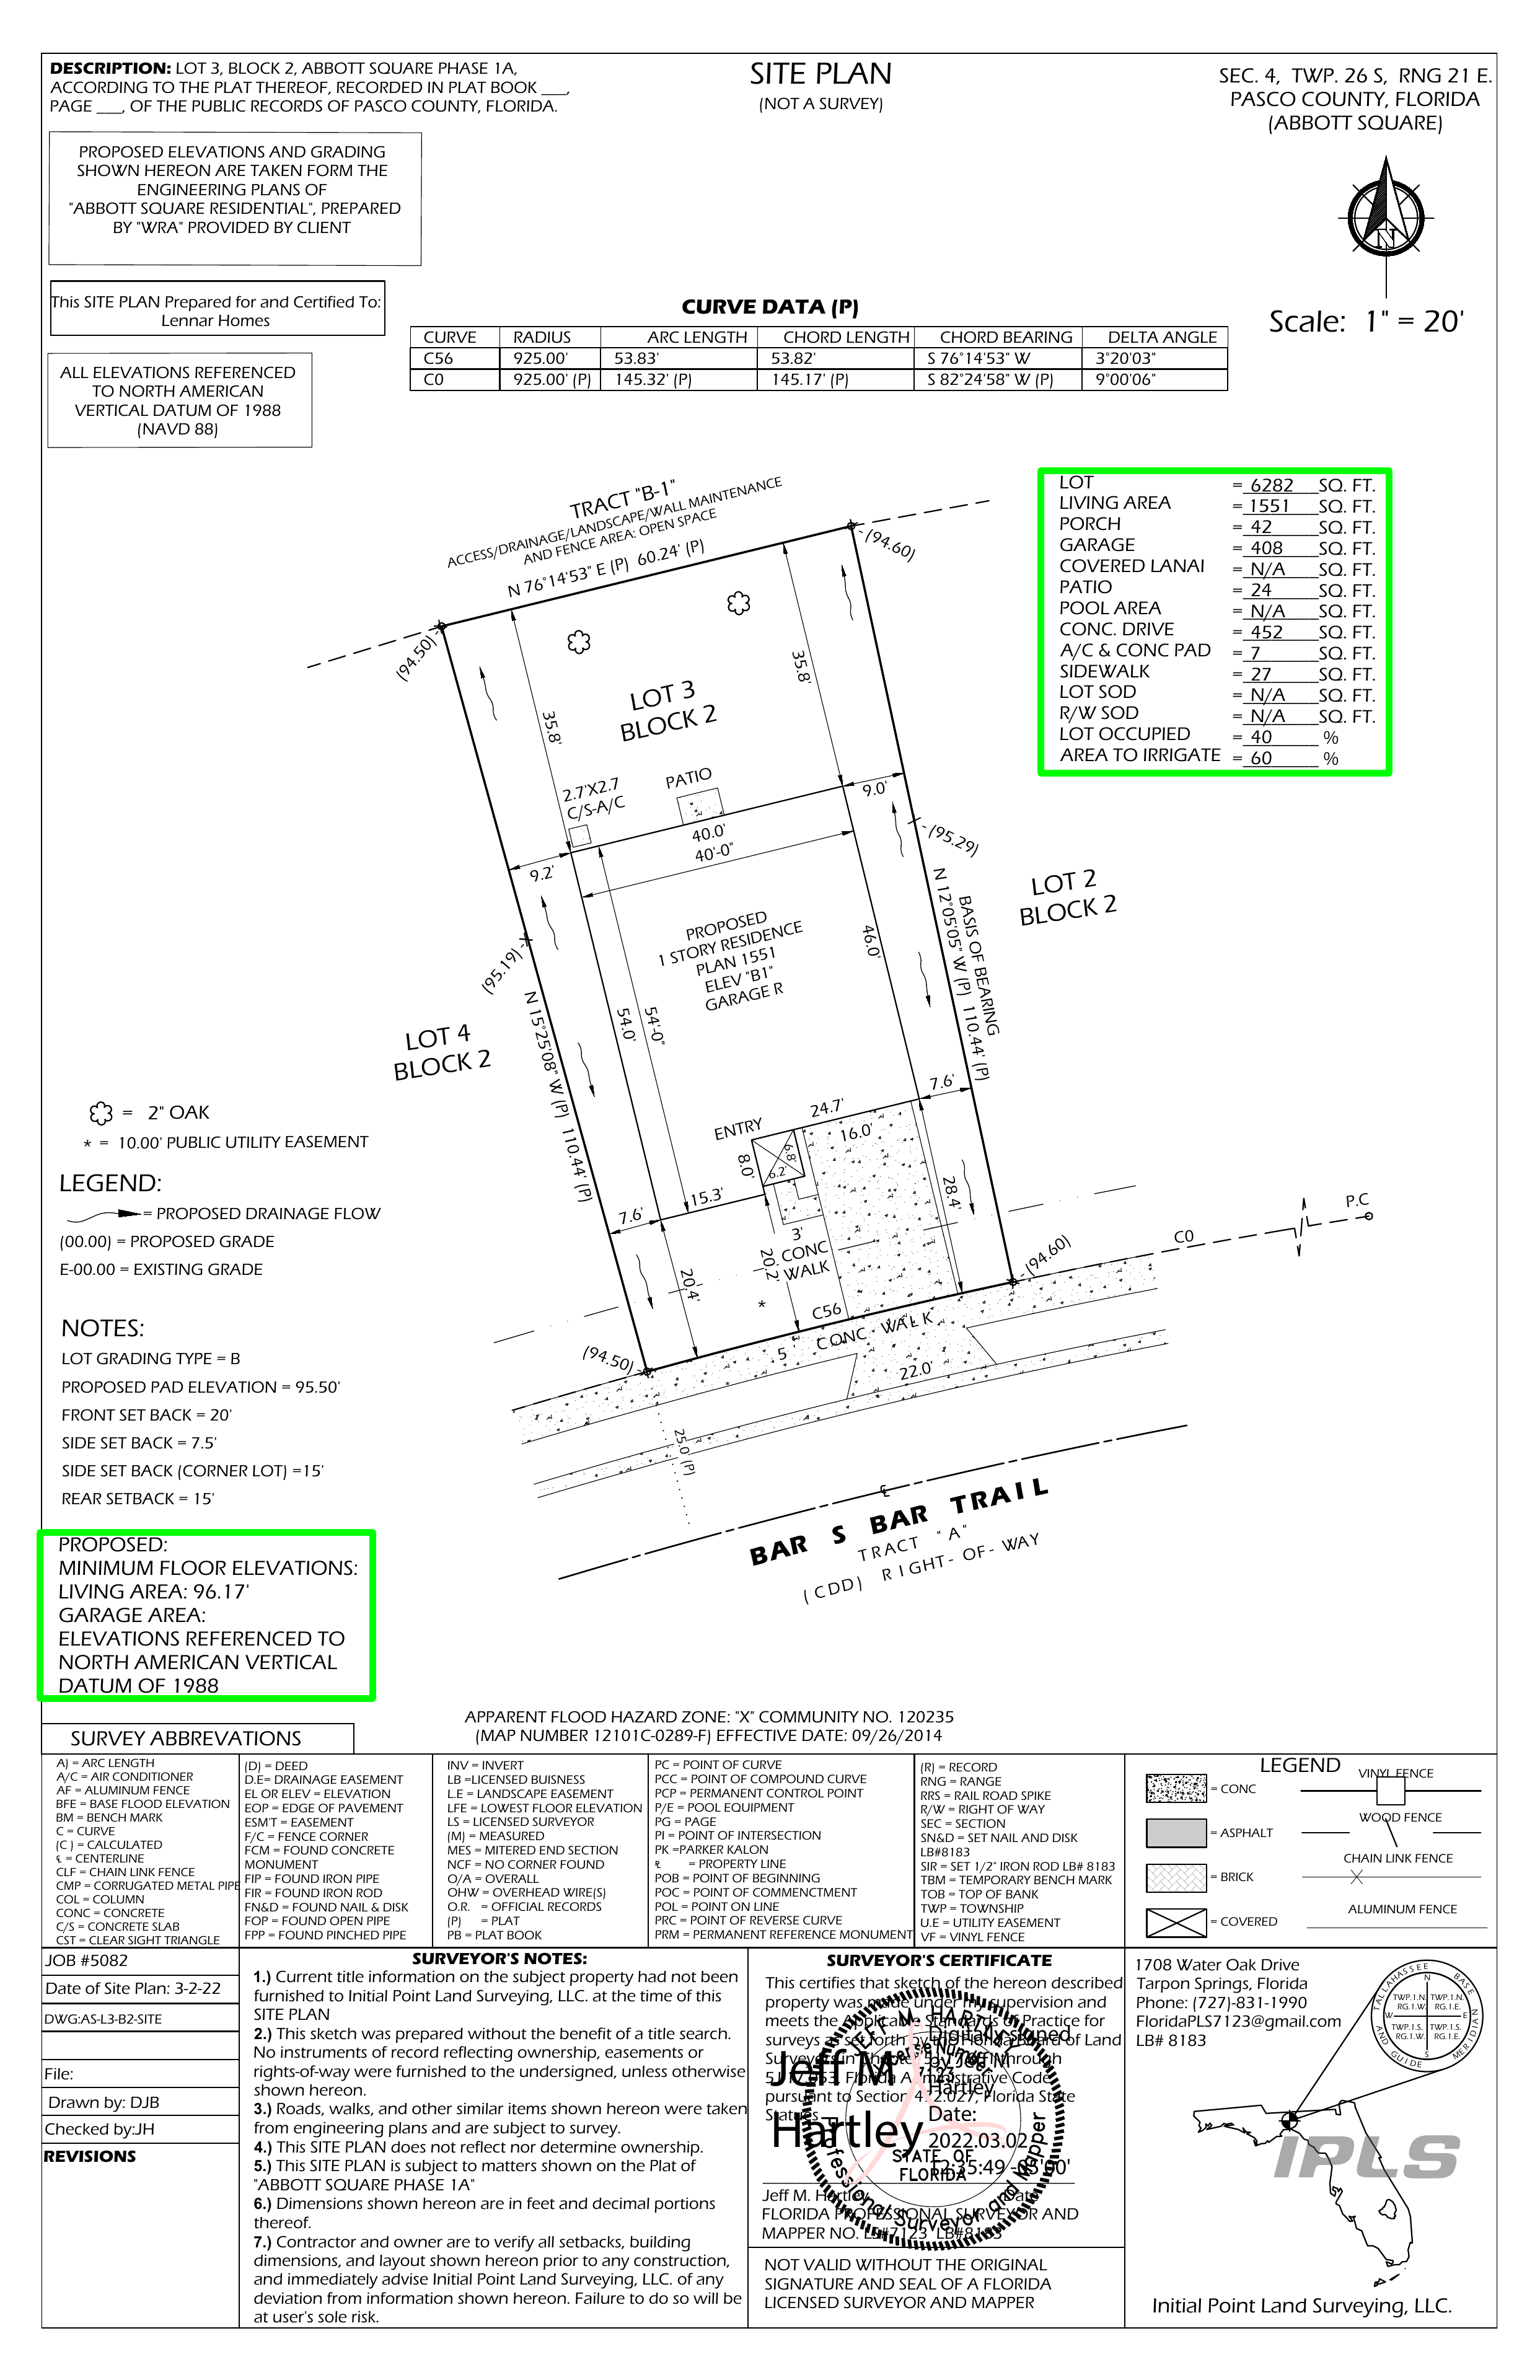 DESCRIPTION: LOT 3, BLOCK 2, ABBOTT SQUARE PHASE 1A,
ACCORDING TO THE PLAT THEREOF, RECORDED IN PLAT BOOK ___,
PAGE ___, OF THE PUBLIC RECORDS OF PASCO COUNTY, FLORIDA.
SITE PLAN
(NOT A SURVEY)
SEC. 4, TWP. 26 S, RNG 21 E.
PASCO COUNTY, FLORIDA
(ABBOTT SQUARE)
PROPOSED ELEVATIONS AND GRADING
SHOWN HEREON ARE TAKEN FORM THE
ENGINEERING PLANS OF
"ABBOTT SQUARE RESIDENTIAL", PREPARED
BY "WRA" PROVIDED BY CLIENT
N
Scale: 1" = 20'
This SITE PLAN Prepared for and Certified To:
Lennar Homes
ALL ELEVATIONS REFERENCED
TO NORTH AMERICAN
VERTICAL DATUM OF 1988
(NAVD 88)
CURVE DATA (P)
CURVE RADIUS ARC LENGTH CHORD LENGTH CHORD BEARING DELTA ANGLE
C56 925.00' 53.83' 53.82' S 76°14'53" W 3°20'03"
C0 925.00' (P) 145.32' (P) 145.17' (P) S 82°24'58" W (P) 9°00'06"
LOT = 6282 SQ. FT.
LIVING AREA = 1551 SQ. FT.
PORCH = 42 SQ. FT.
GARAGE = 408 SQ. FT.
COVERED LANAI = N/A SQ. FT.
PATIO = 24 SQ. FT.
POOL AREA = N/A SQ. FT.
CONC. DRIVE = 452 SQ. FT.
A/C & CONC PAD = 7 SQ. FT.
SIDEWALK = 27 SQ. FT.
LOT SOD = N/A SQ. FT.
R/W SOD = N/A SQ. FT.
LOT OCCUPIED = 40 %
AREA TO IRRIGATE = 60 %
TRACT "B-1"
ACCESS/DRAINAGE/LANDSCAPE/WALL MAINTENANCE
AND FENCE AREA: OPEN SPACE
N 76°14'53" E (P) 60.24' (P)
(94.60)
(94.50)
35.8'
35.8'
LOT 3
BLOCK 2
2.7'X2.7
C/S-A/C
PATIO
9.0'
40.0'
40'-0"
9.2'
(95.29)
LOT 2
BLOCK 2
N 12°05'05" W (P) 110.44' (P)
BASIS OF BEARING
PROPOSED
1 STORY RESIDENCE
PLAN 1551
ELEV "B1"
GARAGE R
46.0'
(95.19)
N 15°25'08" W (P) 110.44' (P)
54.0'
54'-0"
LOT 4
BLOCK 2
7.6'
24.7'
16.0'
ENTRY
6.8'
6.2'
8.0'
15.3'
7.6'
28.4'
3'
CONC
WALK
20.2'
20.4'
*
C56
(94.60)
C0
P.C
(94.50)
5 ' CONC WALK
22.0'
25.0' (P)
BAR S BAR TRAIL
TRACT "A"
(CDD) RIGHT-OF-WAY
= 2" OAK
* = 10.00' PUBLIC UTILITY EASEMENT
LEGEND:
= PROPOSED DRAINAGE FLOW
(00.00) = PROPOSED GRADE
E-00.00 = EXISTING GRADE
NOTES:
LOT GRADING TYPE = B
PROPOSED PAD ELEVATION = 95.50'
FRONT SET BACK = 20'
SIDE SET BACK = 7.5'
SIDE SET BACK (CORNER LOT) =15'
REAR SETBACK = 15'
PROPOSED:
MINIMUM FLOOR ELEVATIONS:
LIVING AREA: 96.17'
GARAGE AREA:
ELEVATIONS REFERENCED TO
NORTH AMERICAN VERTICAL
DATUM OF 1988
APPARENT FLOOD HAZARD ZONE: "X" COMMUNITY NO. 120235
(MAP NUMBER 12101C-0289-F) EFFECTIVE DATE: 09/26/2014
SURVEY ABBREVATIONS
A) = ARC LENGTH
A/C = AIR CONDITIONER
AF = ALUMINUM FENCE
BFE = BASE FLOOD ELEVATION
BM = BENCH MARK
C = CURVE
(C ) = CALCULATED
℄ = CENTERLINE
CLF = CHAIN LINK FENCE
CMP = CORRUGATED METAL PIPE
COL = COLUMN
CONC = CONCRETE
C/S = CONCRETE SLAB
CST = CLEAR SIGHT TRIANGLE
(D) = DEED
D.E= DRAINAGE EASEMENT
EL OR ELEV = ELEVATION
EOP = EDGE OF PAVEMENT
ESM'T = EASEMENT
F/C = FENCE CORNER
FCM = FOUND CONCRETE
MONUMENT
FIP = FOUND IRON PIPE
FIR = FOUND IRON ROD
FN&D = FOUND NAIL & DISK
FOP = FOUND OPEN PIPE
FPP = FOUND PINCHED PIPE
INV = INVERT
LB =LICENSED BUISNESS
L.E = LANDSCAPE EASEMENT
LFE = LOWEST FLOOR ELEVATION
LS = LICENSED SURVEYOR
(M) = MEASURED
MES = MITERED END SECTION
NCF = NO CORNER FOUND
O/A = OVERALL
OHW = OVERHEAD WIRE(S)
O.R. = OFFICIAL RECORDS
(P) = PLAT
PB = PLAT BOOK
PC = POINT OF CURVE
PCC = POINT OF COMPOUND CURVE
PCP = PERMANENT CONTROL POINT
P/E = POOL EQUIPMENT
PG = PAGE
PI = POINT OF INTERSECTION
PK =PARKER KALON
= PROPERTY LINE
POB = POINT OF BEGINNING
POC = POINT OF COMMENCTMENT
POL = POINT ON LINE
PRC = POINT OF REVERSE CURVE
PRM = PERMANENT REFERENCE MONUMENT
(R) = RECORD
RNG = RANGE
RRS = RAIL ROAD SPIKE
R/W = RIGHT OF WAY
SEC = SECTION
SN&D = SET NAIL AND DISK
LB#8183
SIR = SET 1/2" IRON ROD LB# 8183
TBM = TEMPORARY BENCH MARK
TOB = TOP OF BANK
TWP = TOWNSHIP
U.E = UTILITY EASEMENT
VF = VINYL FENCE
LEGEND
= CONC
= ASPHALT
= BRICK
= COVERED
VINYL FENCE
WOOD FENCE
CHAIN LINK FENCE
ALUMINUM FENCE
JOB #5082
Date of Site Plan: 3-2-22
DWG:AS-L3-B2-SITE
File:
Drawn by: DJB
Checked by:JH
REVISIONS
SURVEYOR'S NOTES:
1.) Current title information on the subject property had not been
furnished to Initial Point Land Surveying, LLC. at the time of this
SITE PLAN
2.) This sketch was prepared without the benefit of a title search.
No instruments of record reflecting ownership, easements or
rights-of-way were furnished to the undersigned, unless otherwise
shown hereon.
3.) Roads, walks, and other similar items shown hereon were taken
from engineering plans and are subject to survey.
4.) This SITE PLAN does not reflect nor determine ownership.
5.) This SITE PLAN is subject to matters shown on the Plat of
"ABBOTT SQUARE PHASE 1A"
6.) Dimensions shown hereon are in feet and decimal portions
thereof.
7.) Contractor and owner are to verify all setbacks, building
dimensions, and layout shown hereon prior to any construction,
and immediately advise Initial Point Land Surveying, LLC. of any
deviation from information shown hereon. Failure to do so will be
at user's sole risk.
SURVEYOR'S CERTIFICATE
This certifies that sketch of the hereon described
property was made under my supervision and
meets the Applicable Standards of Practice for
surveys as set forth by the Florida Board of Land
Surveyors in Chapter through
Florida Administrative Code,
pursuant to Section 472.027, Florida State
Statues.
Jeff M
Hartley
Digitally signed
by Jeff M
Hartley
Date:
2022.03.02
12:35:49
JEFF M. HARTLEY
License Number
7123
STATE OF
FLORIDA
Professional Surveyor and Mapper
Jeff M. Hartley Date
FLORIDA PROFESSIONAL SURVEYOR AND
MAPPER NO. LS#7123 LB#8183
NOT VALID WITHOUT THE ORIGINAL
SIGNATURE AND SEAL OF A FLORIDA
LICENSED SURVEYOR AND MAPPER
1708 Water Oak Drive
Tarpon Springs, Florida
Phone: (727)-831-1990
FloridaPLS7123@gmail.com
LB# 8183
TALLAHASSEE BASE
AND GUIDE MERIDIAN
N
TWP.1.N. TWP.1.N.
RG.1.W. RG.1.E.
W E
TWP.1.S. TWP.1.S.
RG.1.W. RG.1.E.
S
IPLS
Initial Point Land Surveying, LLC.